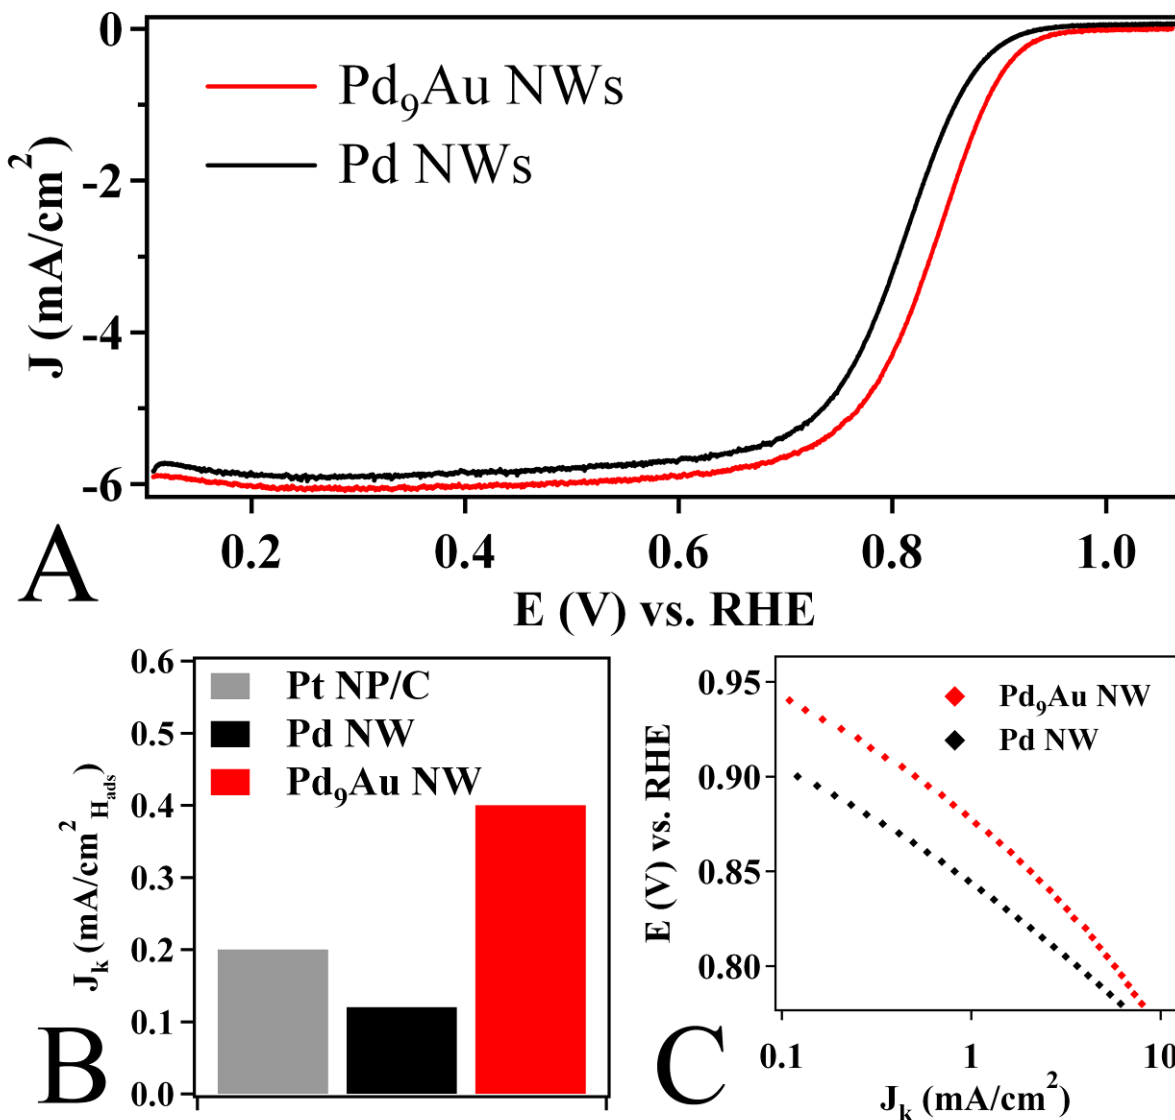 0
-2
-4
-6
J (mA/cm²)
Pd₉Au NWs
Pd NWs
0.2 0.4 0.6 0.8 1.0
E (V) vs. RHE
A
0.6
0.5
0.4
0.3
0.2
0.1
0.0
J_k (mA/cm²_H_ads)
Pt NP/C
Pd NW
Pd₉Au NW
B
0.95
0.90
0.85
0.80
E (V) vs. RHE
Pd₉Au NW
Pd NW
0.1 1 10
J_k (mA/cm²)
C